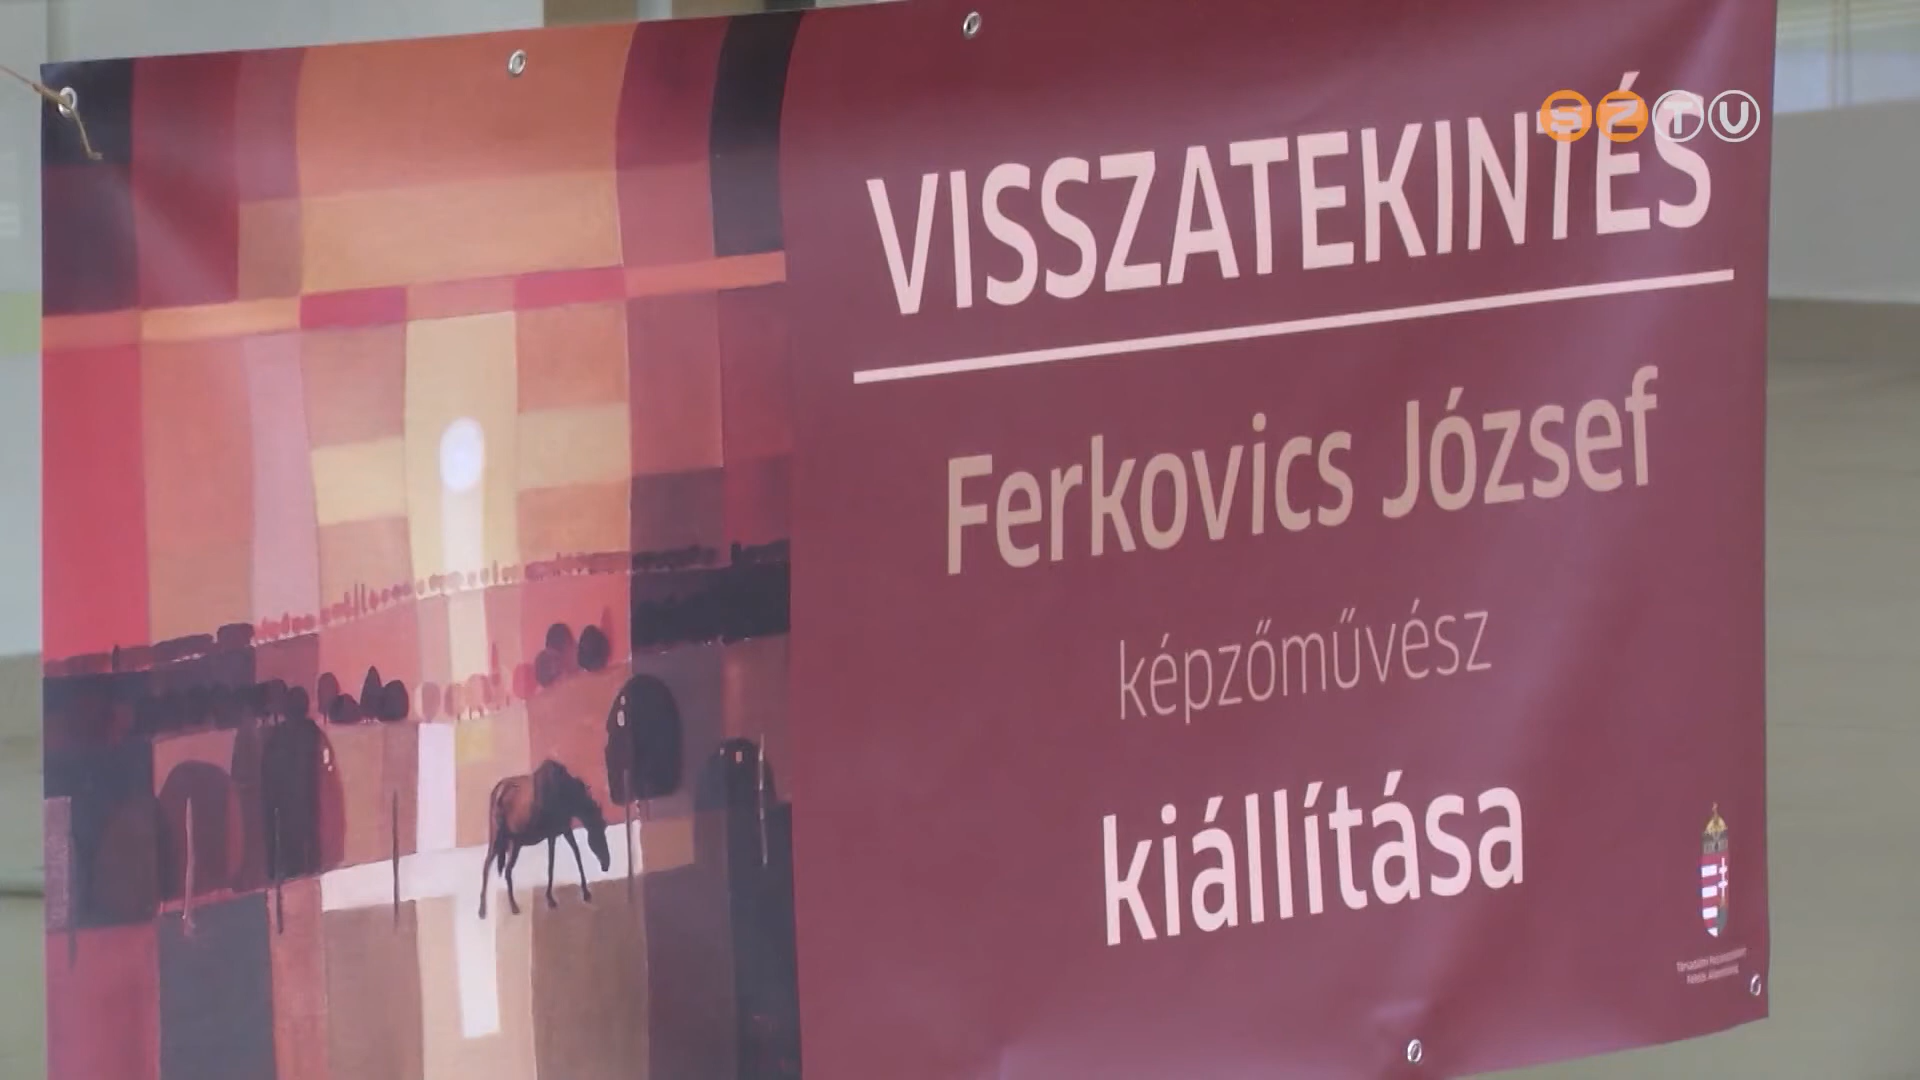 SZTV
VISSZATEKINTÉS
Ferkovics József
képzőművész
kiállítása